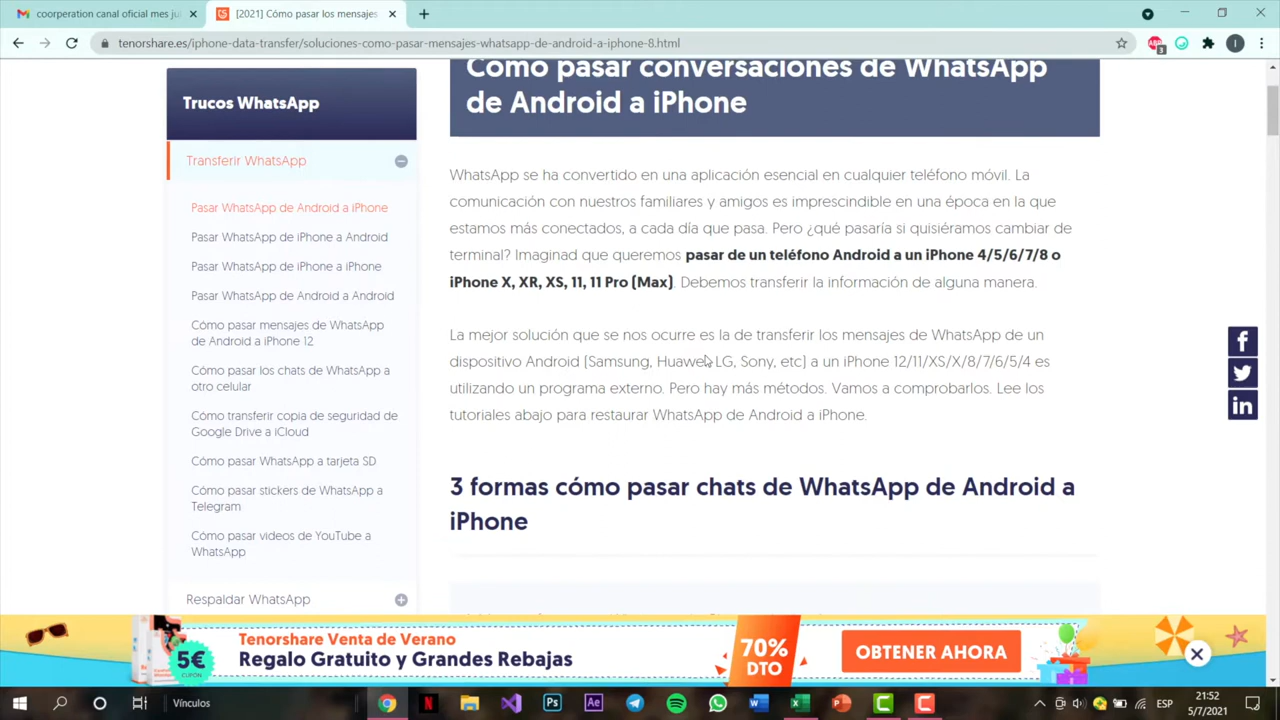 coorperation canal oficial mes ju
[2021] Cómo pasar los mensajes
tenorshare.es/iphone-data-transfer/soluciones-como-pasar-mensajes-whatsapp-de-android-a-iphone-8.html
3
I
Trucos WhatsApp
Transferir WhatsApp
Pasar WhatsApp de Android a iPhone
Pasar WhatsApp de iPhone a Android
Pasar WhatsApp de iPhone a iPhone
Pasar WhatsApp de Android a Android
Cómo pasar mensajes de WhatsApp
de Android a iPhone 12
Cómo pasar los chats de WhatsApp a
otro celular
Cómo transferir copia de seguridad de
Google Drive a iCloud
Cómo pasar WhatsApp a tarjeta SD
Cómo pasar stickers de WhatsApp a
Telegram
Cómo pasar videos de YouTube a
WhatsApp
Respaldar WhatsApp
Cómo pasar conversaciones de WhatsApp
de Android a iPhone
WhatsApp se ha convertido en una aplicación esencial en cualquier teléfono móvil. La
comunicación con nuestros familiares y amigos es imprescindible en una época en la que
estamos más conectados, a cada día que pasa. Pero ¿qué pasaría si quisiéramos cambiar de
terminal? Imaginad que queremos pasar de un teléfono Android a un iPhone 4/5/6/7/8 o
iPhone X, XR, XS, 11, 11 Pro (Max). Debemos transferir la información de alguna manera.
La mejor solución que se nos ocurre es la de transferir los mensajes de WhatsApp de un
dispositivo Android (Samsung, Huawei, LG, Sony, etc) a un iPhone 12/11/XS/X/8/7/6/5/4 es
utilizando un programa externo. Pero hay más métodos. Vamos a comprobarlos. Lee los
tutoriales abajo para restaurar WhatsApp de Android a iPhone.
3 formas cómo pasar chats de WhatsApp de Android a
iPhone
5€
CUPÓN
Tenorshare Venta de Verano
Regalo Gratuito y Grandes Rebajas
70%
DTO
OBTENER AHORA
Vínculos
ESP
21:52
5/7/2021